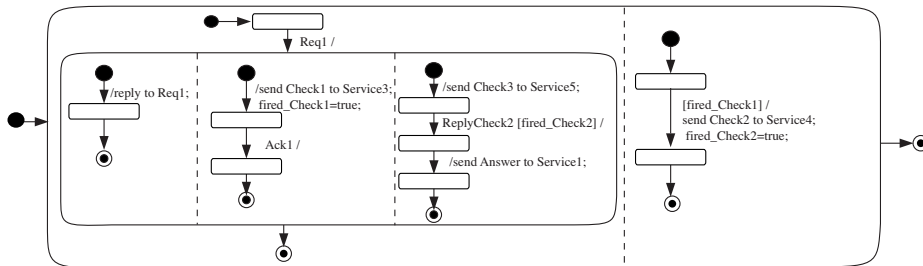 Req1 /
/reply to Req1;
/send Check1 to Service3;
fired_Check1=true;
Ack1 /
/send Check3 to Service5;
ReplyCheck2 [fired_Check2] /
/send Answer to Service1;
[fired_Check1] /
send Check2 to Service4;
fired_Check2=true;